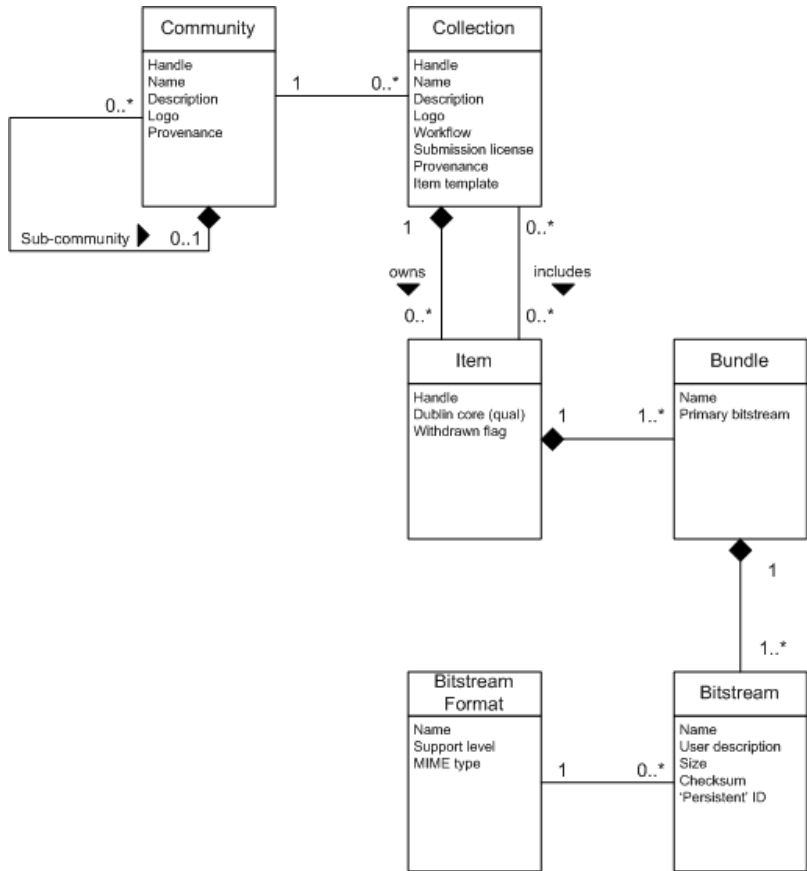 Community
Handle
Name
Description
Logo
Provenance
0..*
Sub-community
0..1
1
0..*
Collection
Handle
Name
Description
Logo
Workflow
Submission license
Provenance
Item template
1
0..*
owns
includes
0..*
0..*
Item
Handle
Dublin core (qual)
Withdrawn flag
1
1..*
Bundle
Name
Primary bitstream
1
1..*
Bitstream
Format
Name
Support level
MIME type
1
0..*
Bitstream
Name
User description
Size
Checksum
‘Persistent’ ID